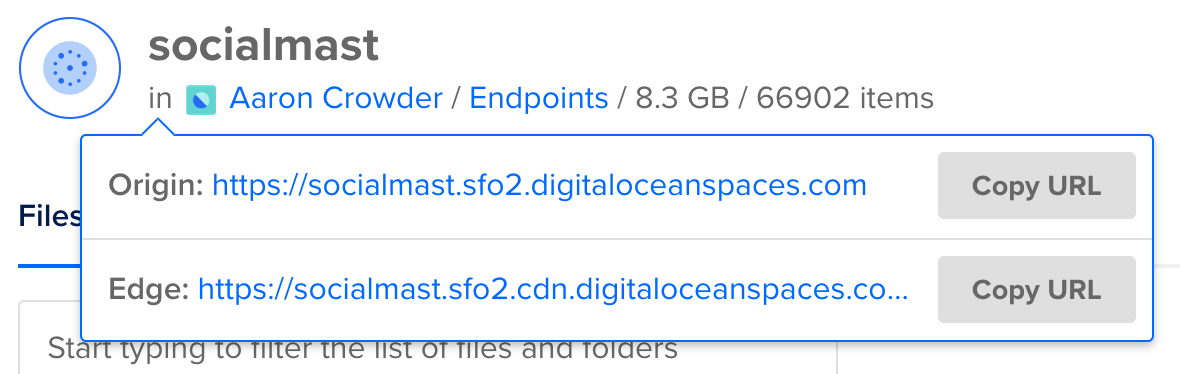 socialmast
in Aaron Crowder / Endpoints / 8.3 GB / 66902 items
Origin: https://socialmast.sfo2.digitaloceanspaces.com Copy URL
Files
Edge: https://socialmast.sfo2.cdn.digitaloceanspaces.co... Copy URL
Start typing to filter the list of files and folders